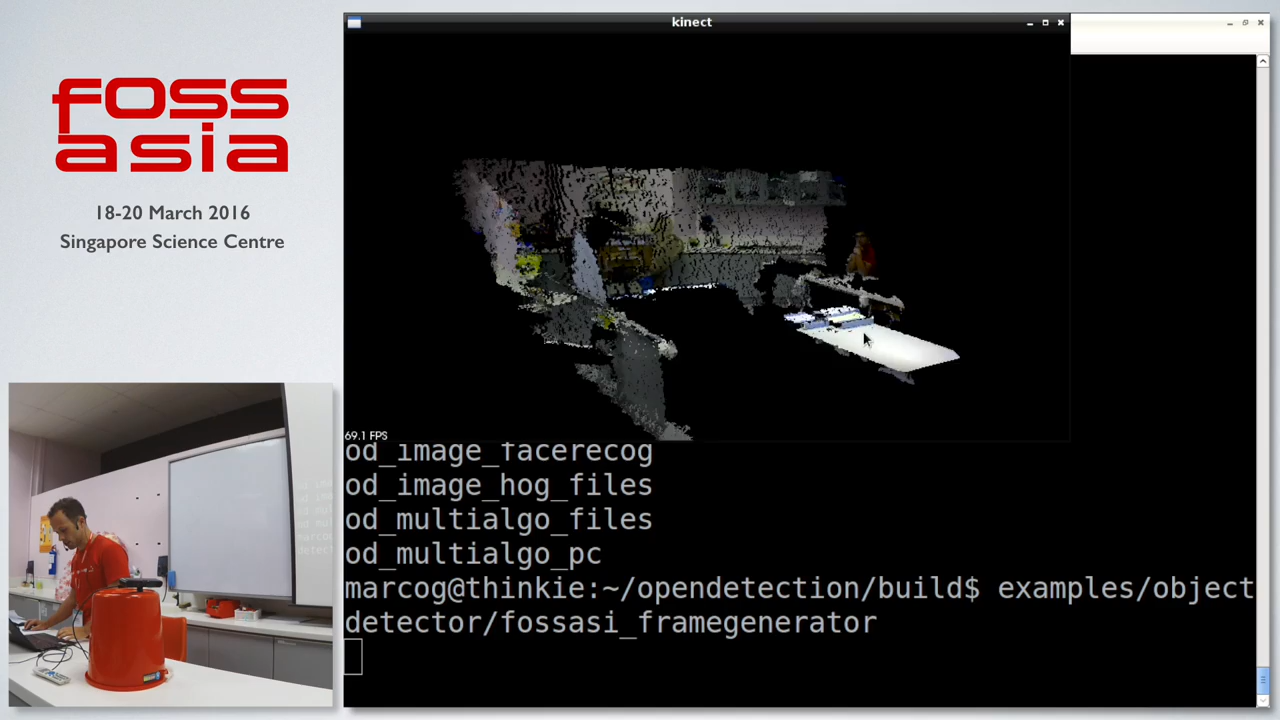 foss
asia
18-20 March 2016
Singapore Science Centre
kinect
69.1 FPS
od_image_facerecog
od_image_hog_files
od_multialgo_files
od_multialgo_pc
marcog@thinkie:~/opendetection/build$ examples/object
detector/fossasi_framegenerator